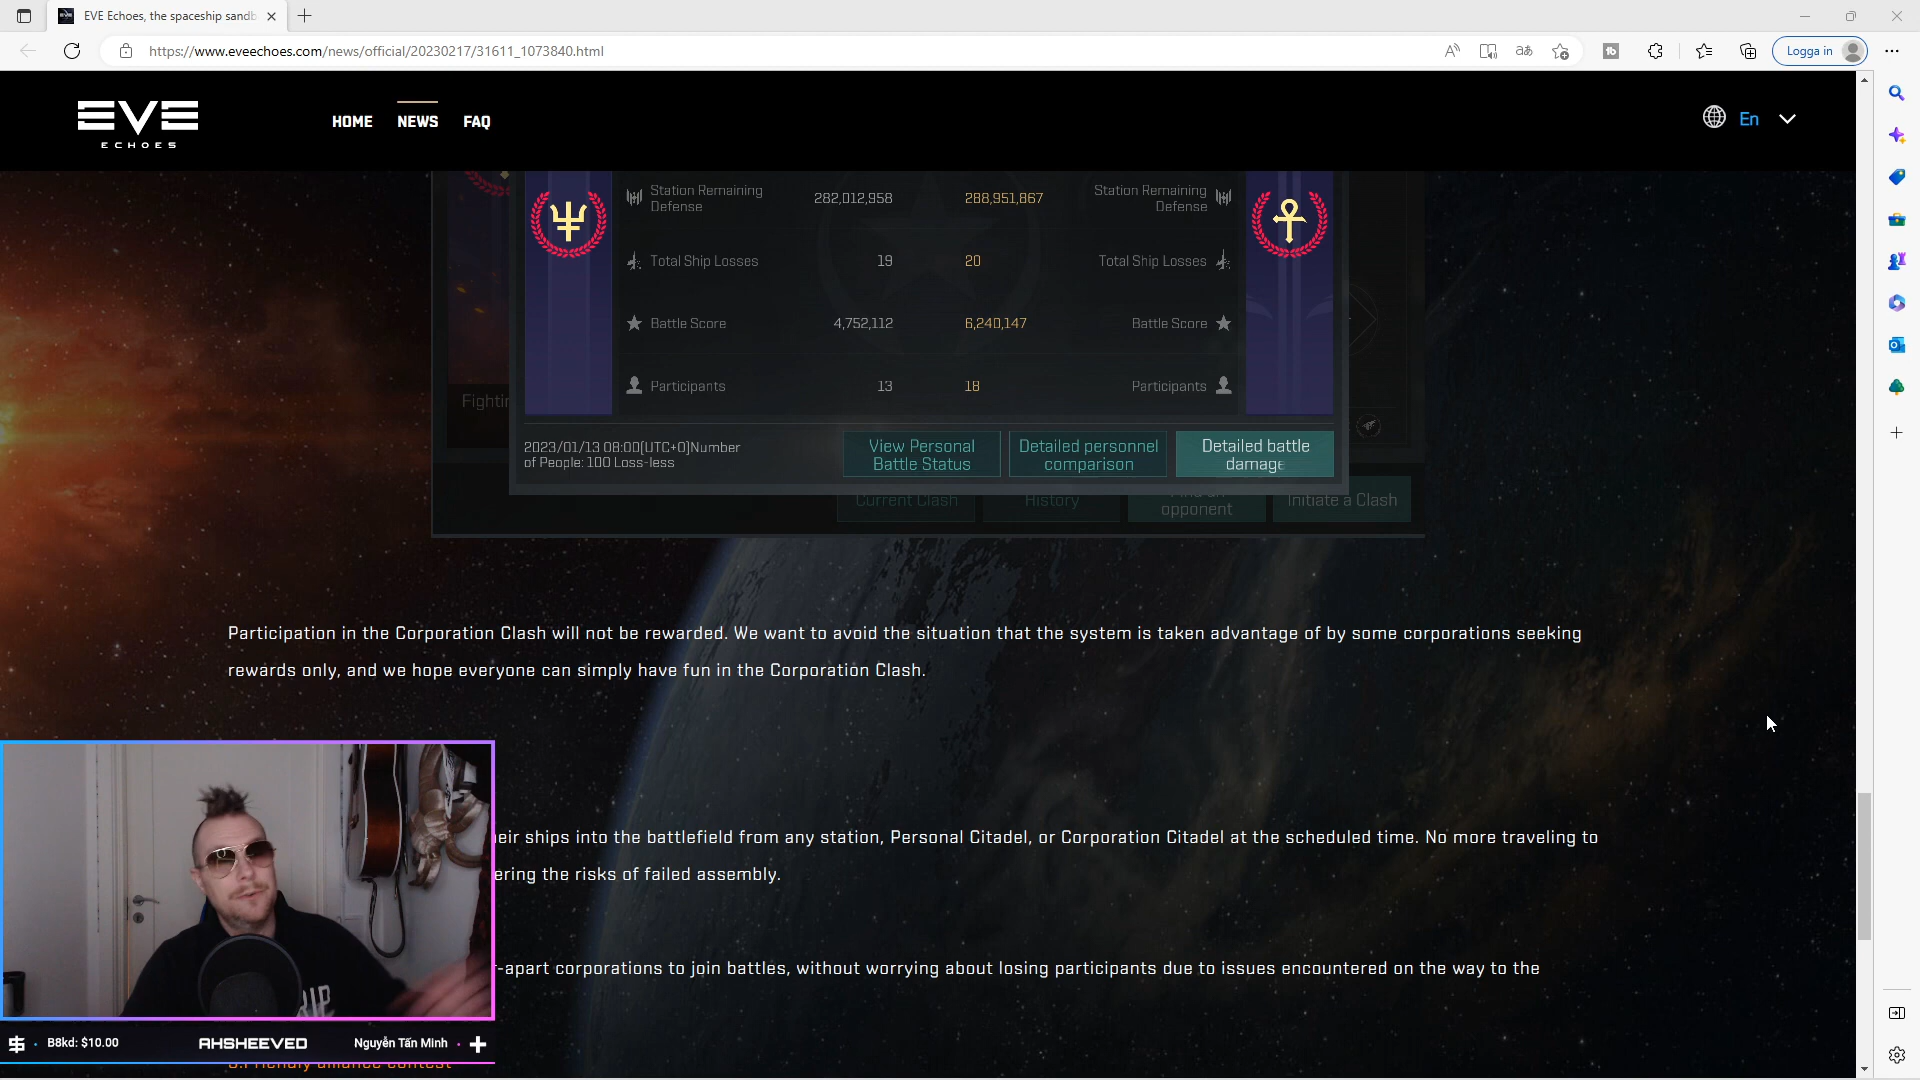 EVE Echoes, the spaceship sandb
https://www.eveechoes.com/news/official/20230217/31611_1073840.html
Logga in
EVE
ECHOES
HOME
NEWS
FAQ
En
Station Remaining
Defense
282,012,958
288,951,867
Station Remaining
Defense
Total Ship Losses
19
20
Total Ship Losses
Battle Score
4,752,112
6,240,147
Battle Score
Participants
13
18
Participants
2023/01/13 08:00[UTC+0]Number
of People: 100 Loss-less
View Personal
Battle Status
Detailed personnel
comparison
Detailed battle
damage
Current Clash
History
opponent
Initiate a Clash
Participation in the Corporation Clash will not be rewarded. We want to avoid the situation that the system is taken advantage of by some corporations seeking
rewards only, and we hope everyone can simply have fun in the Corporation Clash.
eir ships into the battlefield from any station, Personal Citadel, or Corporation Citadel at the scheduled time. No more traveling to
ering the risks of failed assembly.
-apart corporations to join battles, without worrying about losing participants due to issues encountered on the way to the
B8kd: $10.00
AHSHEEVED
Nguyễn Tấn Minh